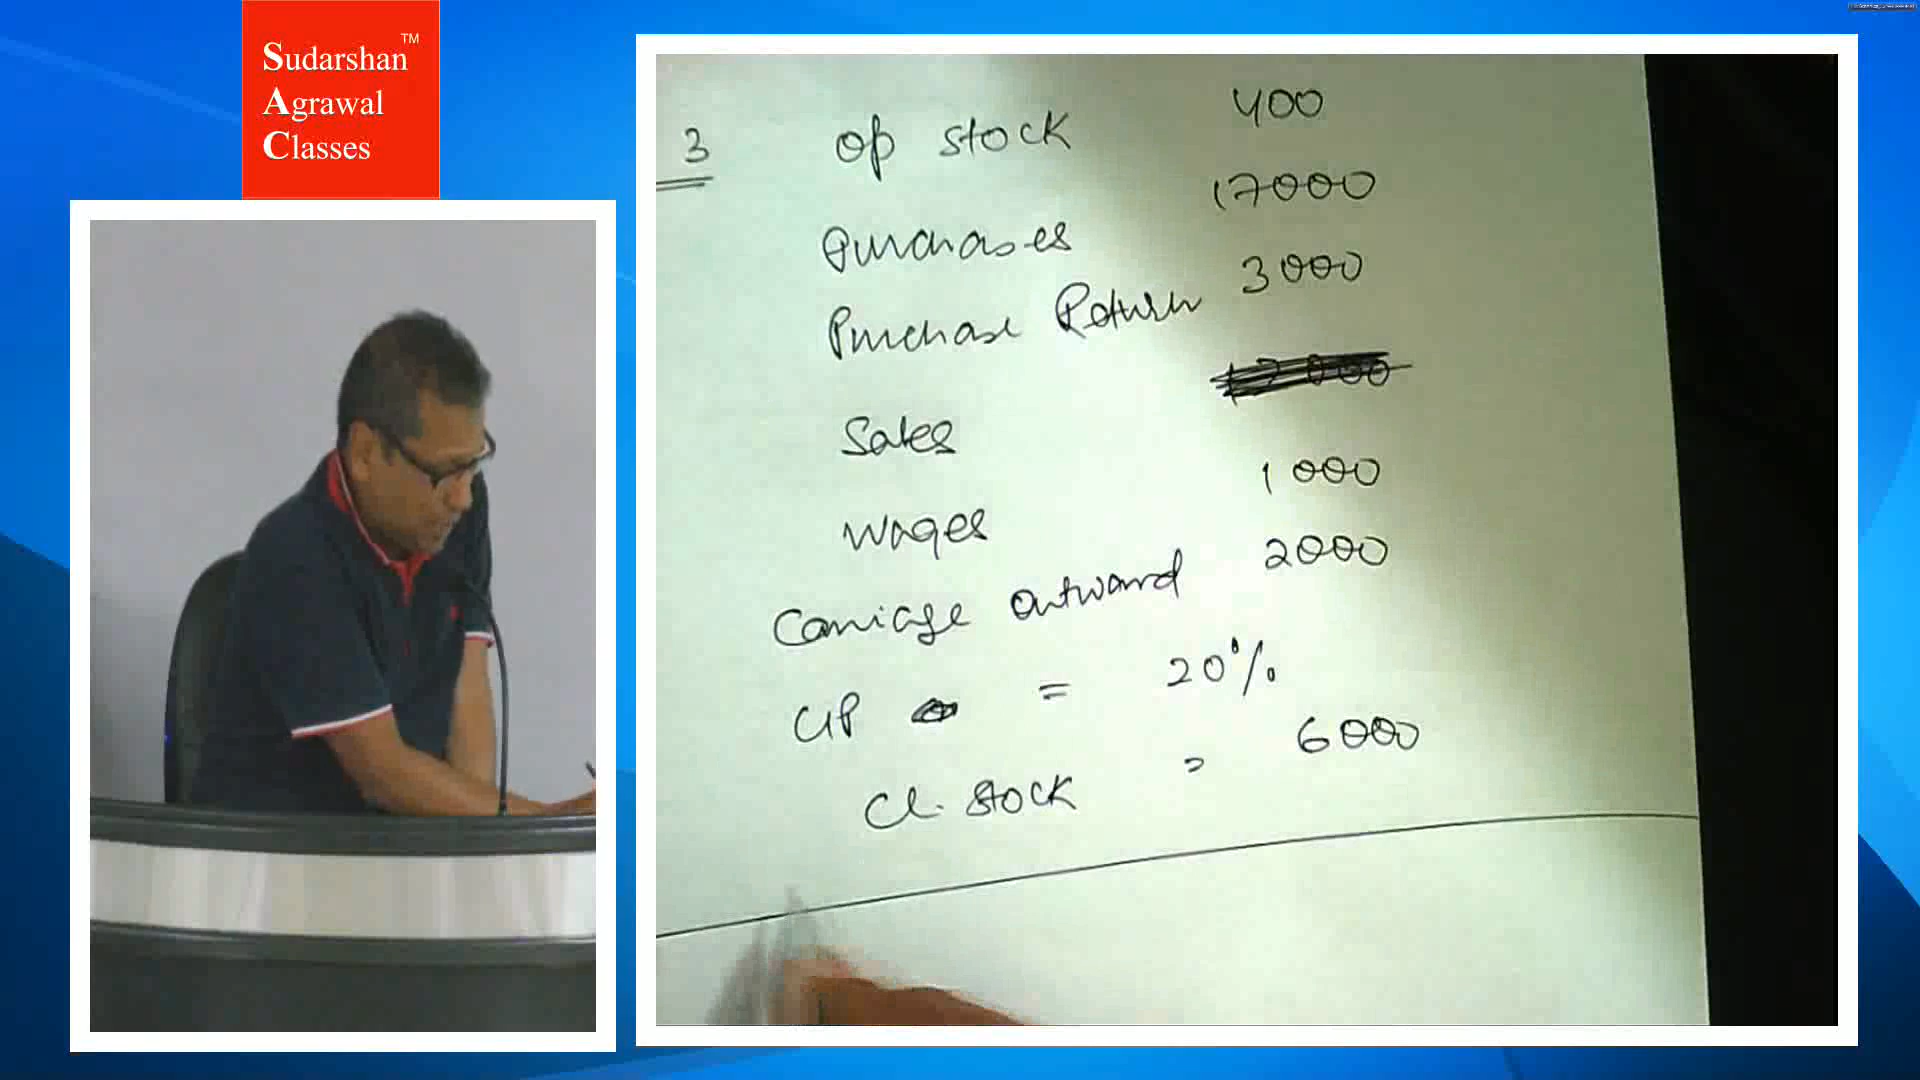 Sudarshan™
Agrawal
Classes
3 op stock 400
Purchases 17000
Purchase Return 3000
Sales
Wages 1000
Carriage outward 2000
GP = 20%
Cl. stock = 6000